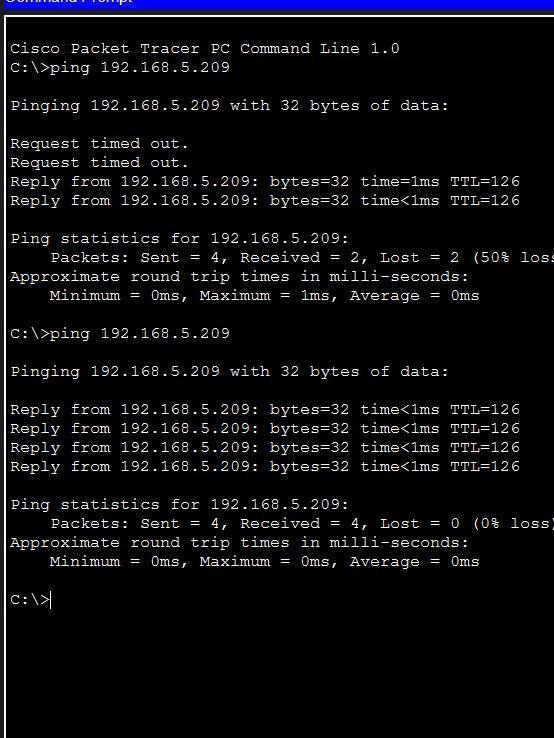 Command Prompt
Cisco Packet Tracer PC Command Line 1.0
C:\>ping 192.168.5.209
Pinging 192.168.5.209 with 32 bytes of data:
Request timed out.
Request timed out.
Reply from 192.168.5.209: bytes=32 time=1ms TTL=126
Reply from 192.168.5.209: bytes=32 time<1ms TTL=126
Ping statistics for 192.168.5.209:
Packets: Sent = 4, Received = 2, Lost = 2 (50% loss
Approximate round trip times in milli-seconds:
Minimum = 0ms, Maximum = 1ms, Average = 0ms
C:\>ping 192.168.5.209
Pinging 192.168.5.209 with 32 bytes of data:
Reply from 192.168.5.209: bytes=32 time<1ms TTL=126
Reply from 192.168.5.209: bytes=32 time<1ms TTL=126
Reply from 192.168.5.209: bytes=32 time<1ms TTL=126
Reply from 192.168.5.209: bytes=32 time<1ms TTL=126
Ping statistics for 192.168.5.209:
Packets: Sent = 4, Received = 4, Lost = 0 (0% loss)
Approximate round trip times in milli-seconds:
Minimum = 0ms, Maximum = 0ms, Average = 0ms
C:\>